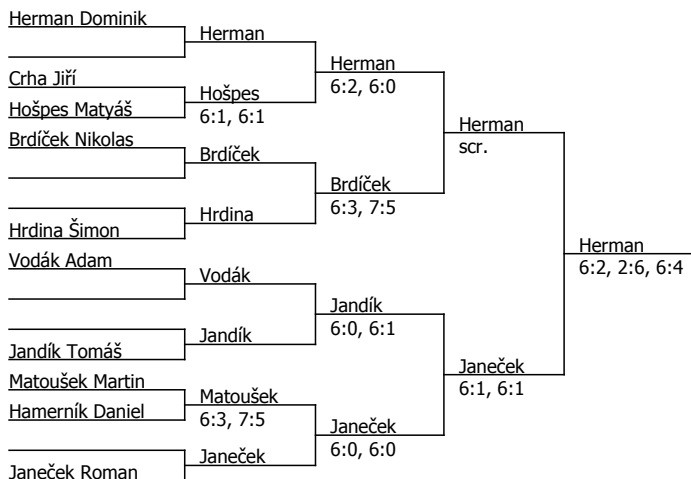 Herman Dominik
Herman
Herman
6:2, 6:0
Crha Jiří
Hošpes
6:1, 6:1
Hošpes Matyáš
Herman
scr.
Brdíček Nikolas
Brdíček
Brdíček
6:3, 7:5
Hrdina
Hrdina Šimon
Herman
6:2, 2:6, 6:4
Vodák Adam
Vodák
Jandík
6:0, 6:1
Jandík
Jandík Tomáš
Janeček
6:1, 6:1
Matoušek Martin
Matoušek
6:3, 7:5
Hamerník Daniel
Janeček
6:0, 6:0
Janeček
Janeček Roman